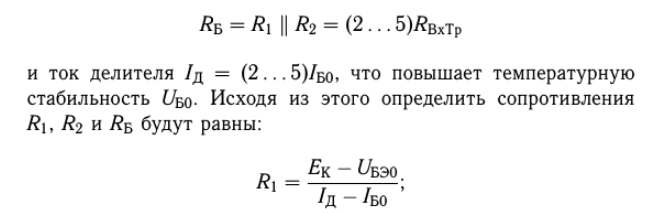 R_Б = R_1 ∥ R_2 = (2...5)R_ВхТр
и ток делителя I_Д = (2...5)I_Б0, что повышает температурную
стабильность U_Б0. Исходя из этого определить сопротивления
R_1, R_2 и R_Б будут равны:
R_1 = (E_К − U_БЭ0) / (I_Д − I_Б0);